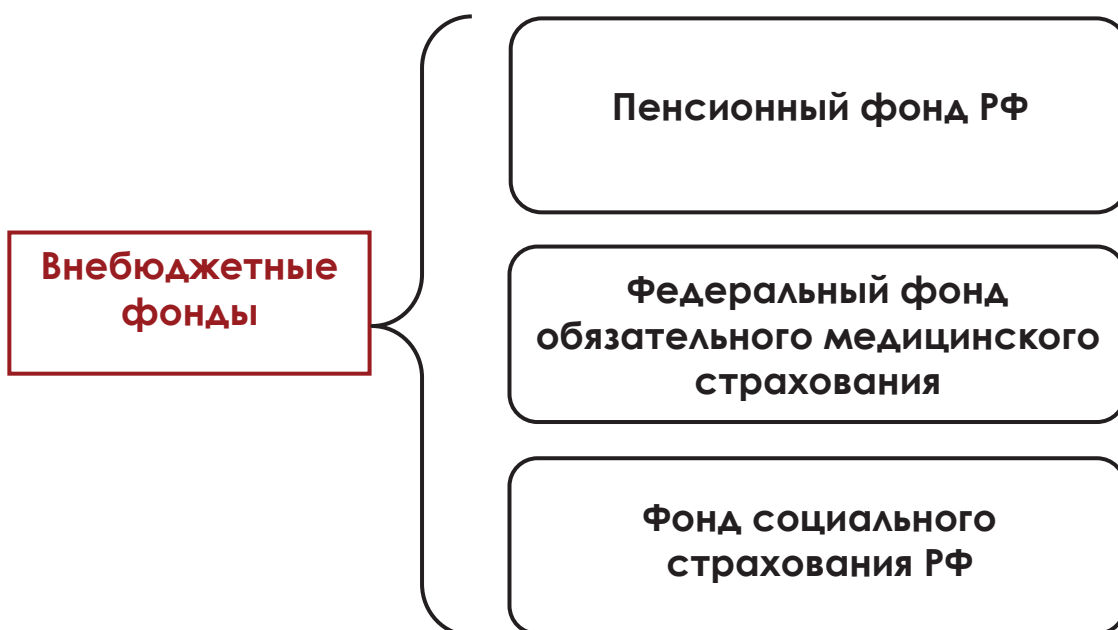 Пенсионный фонд РФ
Внебюджетные
фонды
Федеральный фонд
обязательного медицинского
страхования
Фонд социального
страхования РФ